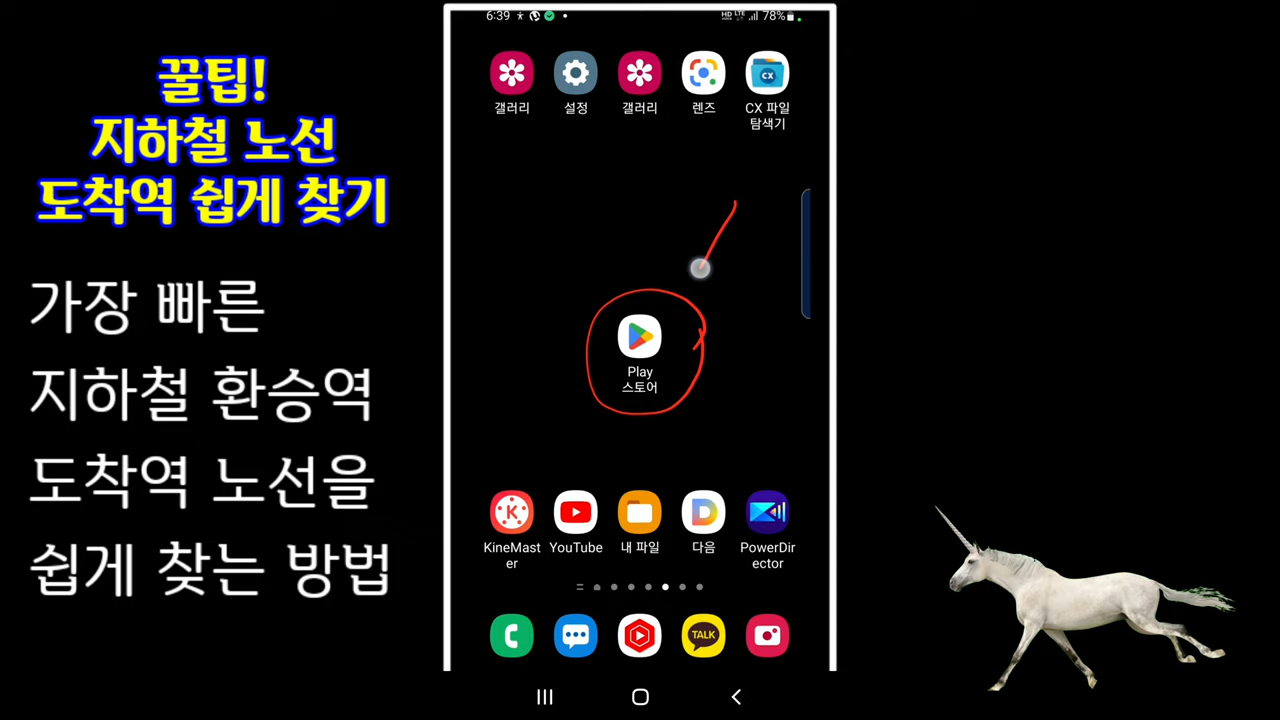 꿀팁!
지하철 노선
도착역 쉽게 찾기
가장 빠른
지하철 환승역
도착역 노선을
쉽게 찾는 방법
6:39
HD LTE 78%
갤러리
설정
갤러리
렌즈
CX 파일
탐색기
CX
Play
스토어
KineMast
er
YouTube
내 파일
다음
PowerDir
ector
TALK